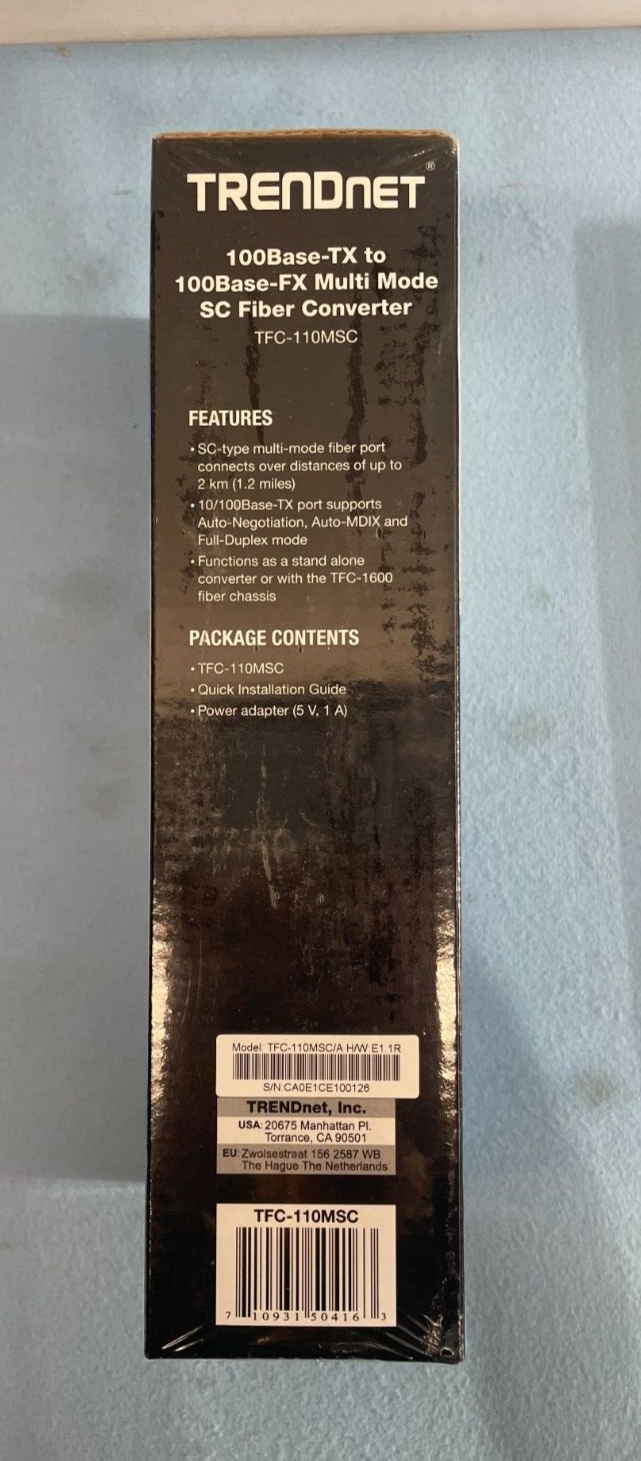 TRENDnet®
100Base-TX to
100Base-FX Multi Mode
SC Fiber Converter
TFC-110MSC
FEATURES
• SC-type multi-mode fiber port
connects over distances of up to
2 km (1.2 miles)
• 10/100Base-TX port supports
Auto-Negotiation, Auto-MDIX and
Full-Duplex mode
• Functions as a stand alone
converter or with the TFC-1600
fiber chassis
PACKAGE CONTENTS
• TFC-110MSC
• Quick Installation Guide
• Power adapter (5 V, 1 A)
Model: TFC-110MSC/A H/W E1.1R
S/N:CA0E1CE100126
TRENDnet, Inc.
USA: 20675 Manhattan Pl.
Torrance, CA 90501
EU: Zwolsestraat 156 2587 WB
The Hague The Netherlands
TFC-110MSC
7 10931 50416 3